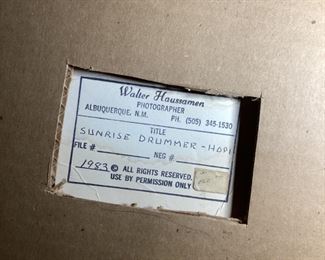 Walter Haussamen
PHOTOGRAPHER
ALBUQUERQUE, N.M. PH. (505) 345-1530
TITLE
SUNRISE DRUMMER - HOPI
FILE # NEG #
1983 © ALL RIGHTS RESERVED.
USE BY PERMISSION ONLY